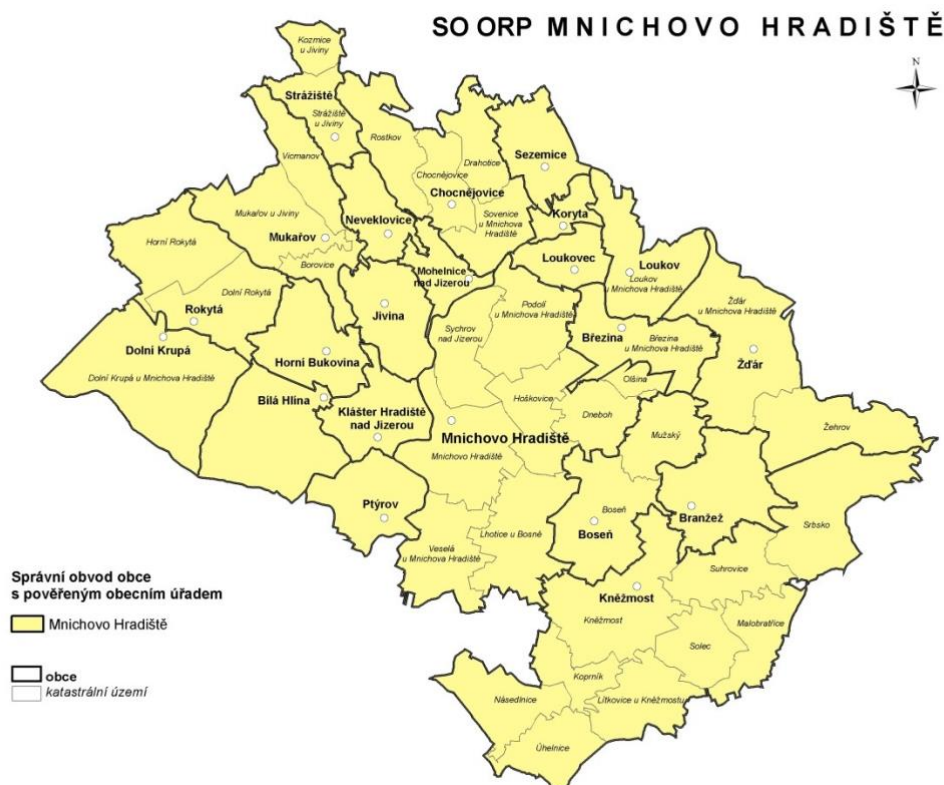 SO ORP MNICHOVO HRADIŠTĚ
N
Kozmice
u Jiviny
Strážiště
Strážiště
u Jiviny
Rostkov
Vicmanov
Chocnějovice
Drahotice
Chocnějovice
Sezemice
Sovenice
u Mnichova
Hradiště
Koryta
Neveklovice
Mukařov u Jiviny
Mukařov
Borovice
Horní Rokytá
Dolní Rokytá
Rokytá
Mohelnice
nad Jizerou
Loukovec
Loukov
Loukov
u Mnichova Hradiště
Žďár
u Mnichova Hradiště
Jivina
Sychrov
nad Jizerou
Podolí
u Mnichova Hradiště
Březina
Březina
u Mnichova Hradiště
Žďár
Dolní Krupá
Dolní Krupá u Mnichova Hradiště
Horní Bukovina
Bílá Hlína
Klášter Hradiště
nad Jizerou
Hoškovice
Olšina
Dneboh
Mužský
Žehrov
Mnichovo Hradiště
Mnichovo Hradiště
Ptýrov
Boseň
Boseň
Branžež
Srbsko
Veselá
u Mnichova Hradiště
Lhotice u Bosně
Suhrovice
Kněžmost
Kněžmost
Malobratřice
Solec
Koprník
Násedlnice
Lítkovice u Kněžmostu
Úhelnice
Správní obvod obce
s pověřeným obecním úřadem
Mnichovo Hradiště
obce
katastrální území